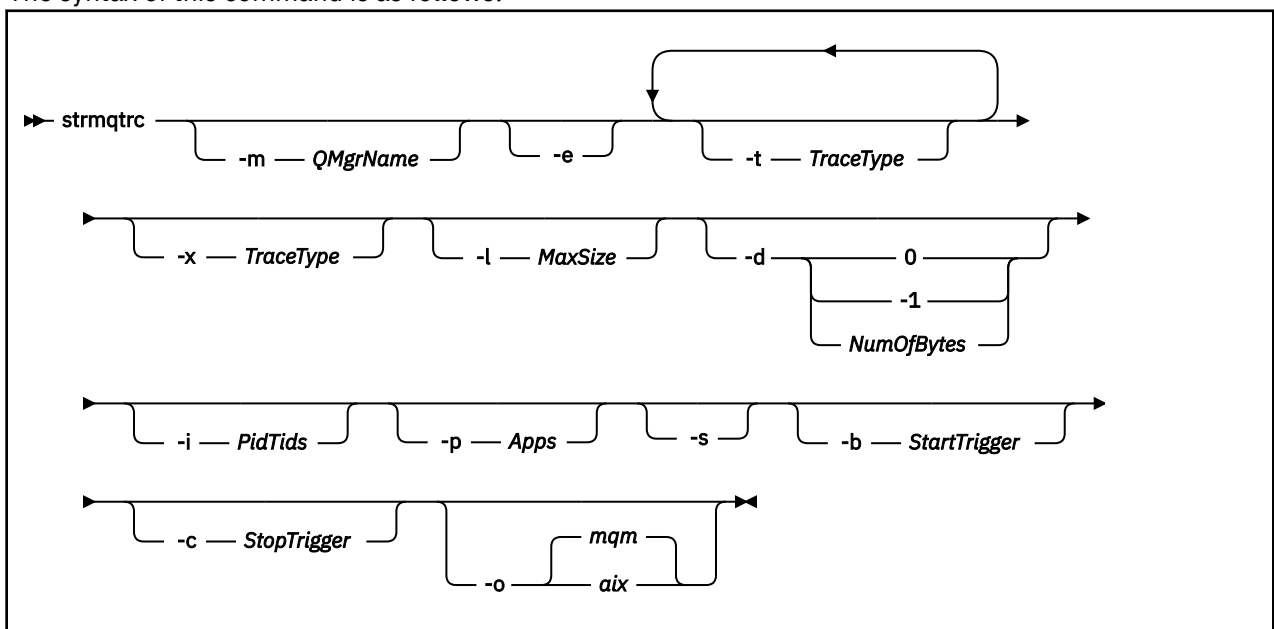 The syntax of this command is as follows:
strmqtrc
-m QMgrName
-e
-t TraceType
-x TraceType
-l MaxSize
-d 0
-1
NumOfBytes
-i PidTids
-p Apps
-s
-b StartTrigger
-c StopTrigger
-o mqm
aix